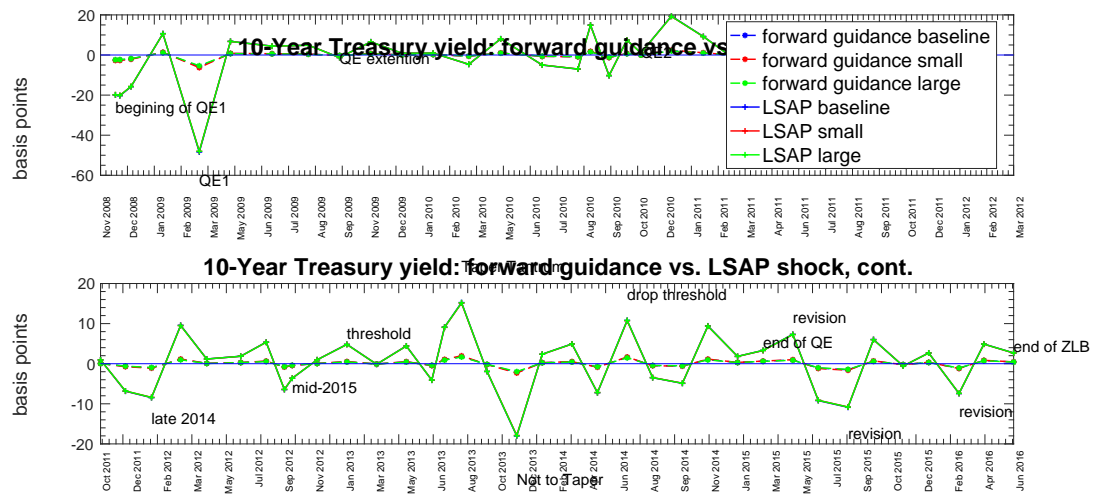 10-Year Treasury yield: forward guidance vs
20
0
-20
-40
-60
basis points
begining of QE1
QE1
QE extention
QE2
forward guidance baseline
forward guidance small
forward guidance large
LSAP baseline
LSAP small
LSAP large
Nov 2008
Dec 2008
Jan 2009
Feb 2009
Mar 2009
May 2009
Jun 2009
Jul 2009
Aug 2009
Sep 2009
Nov 2009
Dec 2009
Jan 2010
Feb 2010
Mar 2010
May 2010
Jun 2010
Jul 2010
Aug 2010
Sep 2010
Oct 2010
Dec 2010
Jan 2011
Feb 2011
Mar 2011
Apr 2011
Jun 2011
Jul 2011
Aug 2011
Sep 2011
Nov 2011
Dec 2011
Jan 2012
Feb 2012
Mar 2012
Taper Tantrum
10-Year Treasury yield: forward guidance vs. LSAP shock, cont.
20
10
0
-10
-20
basis points
late 2014
mid-2015
threshold
drop threshold
end of QE
revision
revision
revision
end of ZLB
Not to Taper
Oct 2011
Dec 2011
Feb 2012
Mar 2012
May 2012
Jul 2012
Sep 2012
Nov 2012
Jan 2013
Mar 2013
Apr 2013
Jun 2013
Aug 2013
Oct 2013
Dec 2013
Feb 2014
Apr 2014
Jun 2014
Aug 2014
Oct 2014
Nov 2014
Jan 2015
Mar 2015
May 2015
Jul 2015
Aug 2015
Oct 2015
Dec 2015
Feb 2016
Apr 2016
Jun 2016